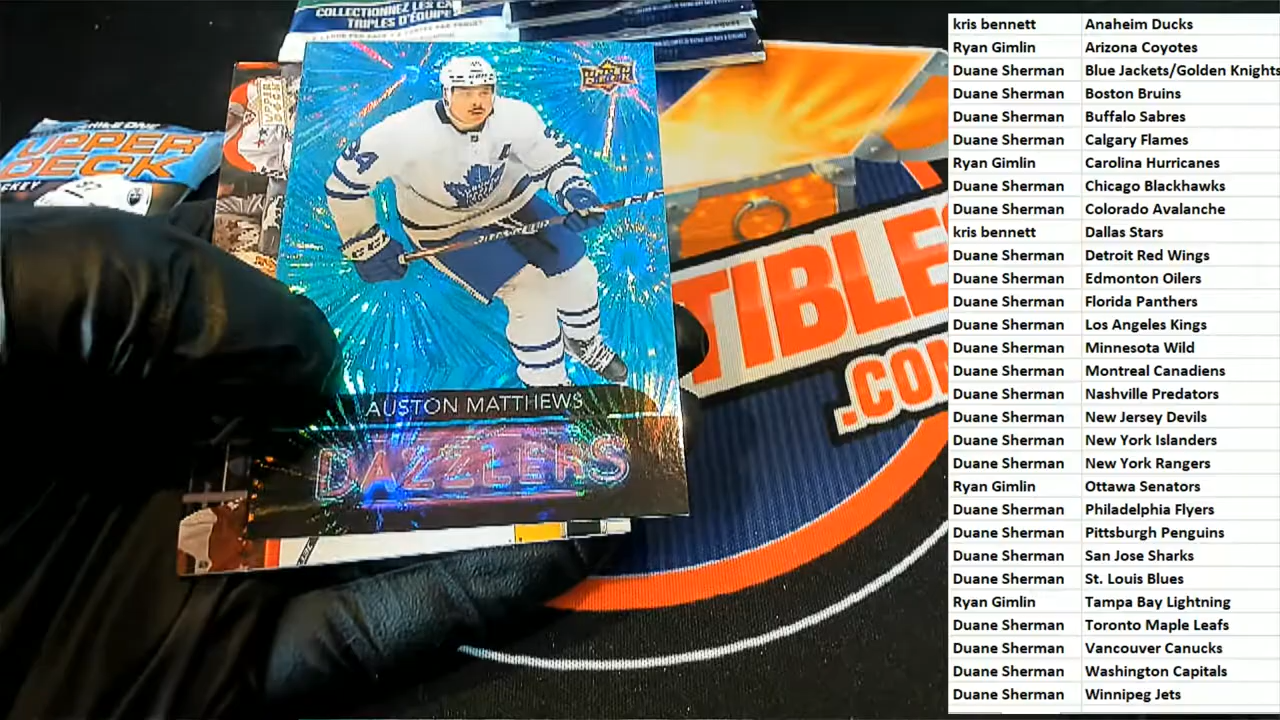 COLLECTIONNEZ LES CA
TRIPLES D'ÉQUIPE
UPPER
DECK
UPPER DECK
34
AUSTON MATTHEWS
DAZZLERS
TIBLE
.COM
kris bennett Anaheim Ducks
Ryan Gimlin Arizona Coyotes
Duane Sherman Blue Jackets/Golden Knights
Duane Sherman Boston Bruins
Duane Sherman Buffalo Sabres
Duane Sherman Calgary Flames
Ryan Gimlin Carolina Hurricanes
Duane Sherman Chicago Blackhawks
Duane Sherman Colorado Avalanche
kris bennett Dallas Stars
Duane Sherman Detroit Red Wings
Duane Sherman Edmonton Oilers
Duane Sherman Florida Panthers
Duane Sherman Los Angeles Kings
Duane Sherman Minnesota Wild
Duane Sherman Montreal Canadiens
Duane Sherman Nashville Predators
Duane Sherman New Jersey Devils
Duane Sherman New York Islanders
Duane Sherman New York Rangers
Ryan Gimlin Ottawa Senators
Duane Sherman Philadelphia Flyers
Duane Sherman Pittsburgh Penguins
Duane Sherman San Jose Sharks
Duane Sherman St. Louis Blues
Ryan Gimlin Tampa Bay Lightning
Duane Sherman Toronto Maple Leafs
Duane Sherman Vancouver Canucks
Duane Sherman Washington Capitals
Duane Sherman Winnipeg Jets